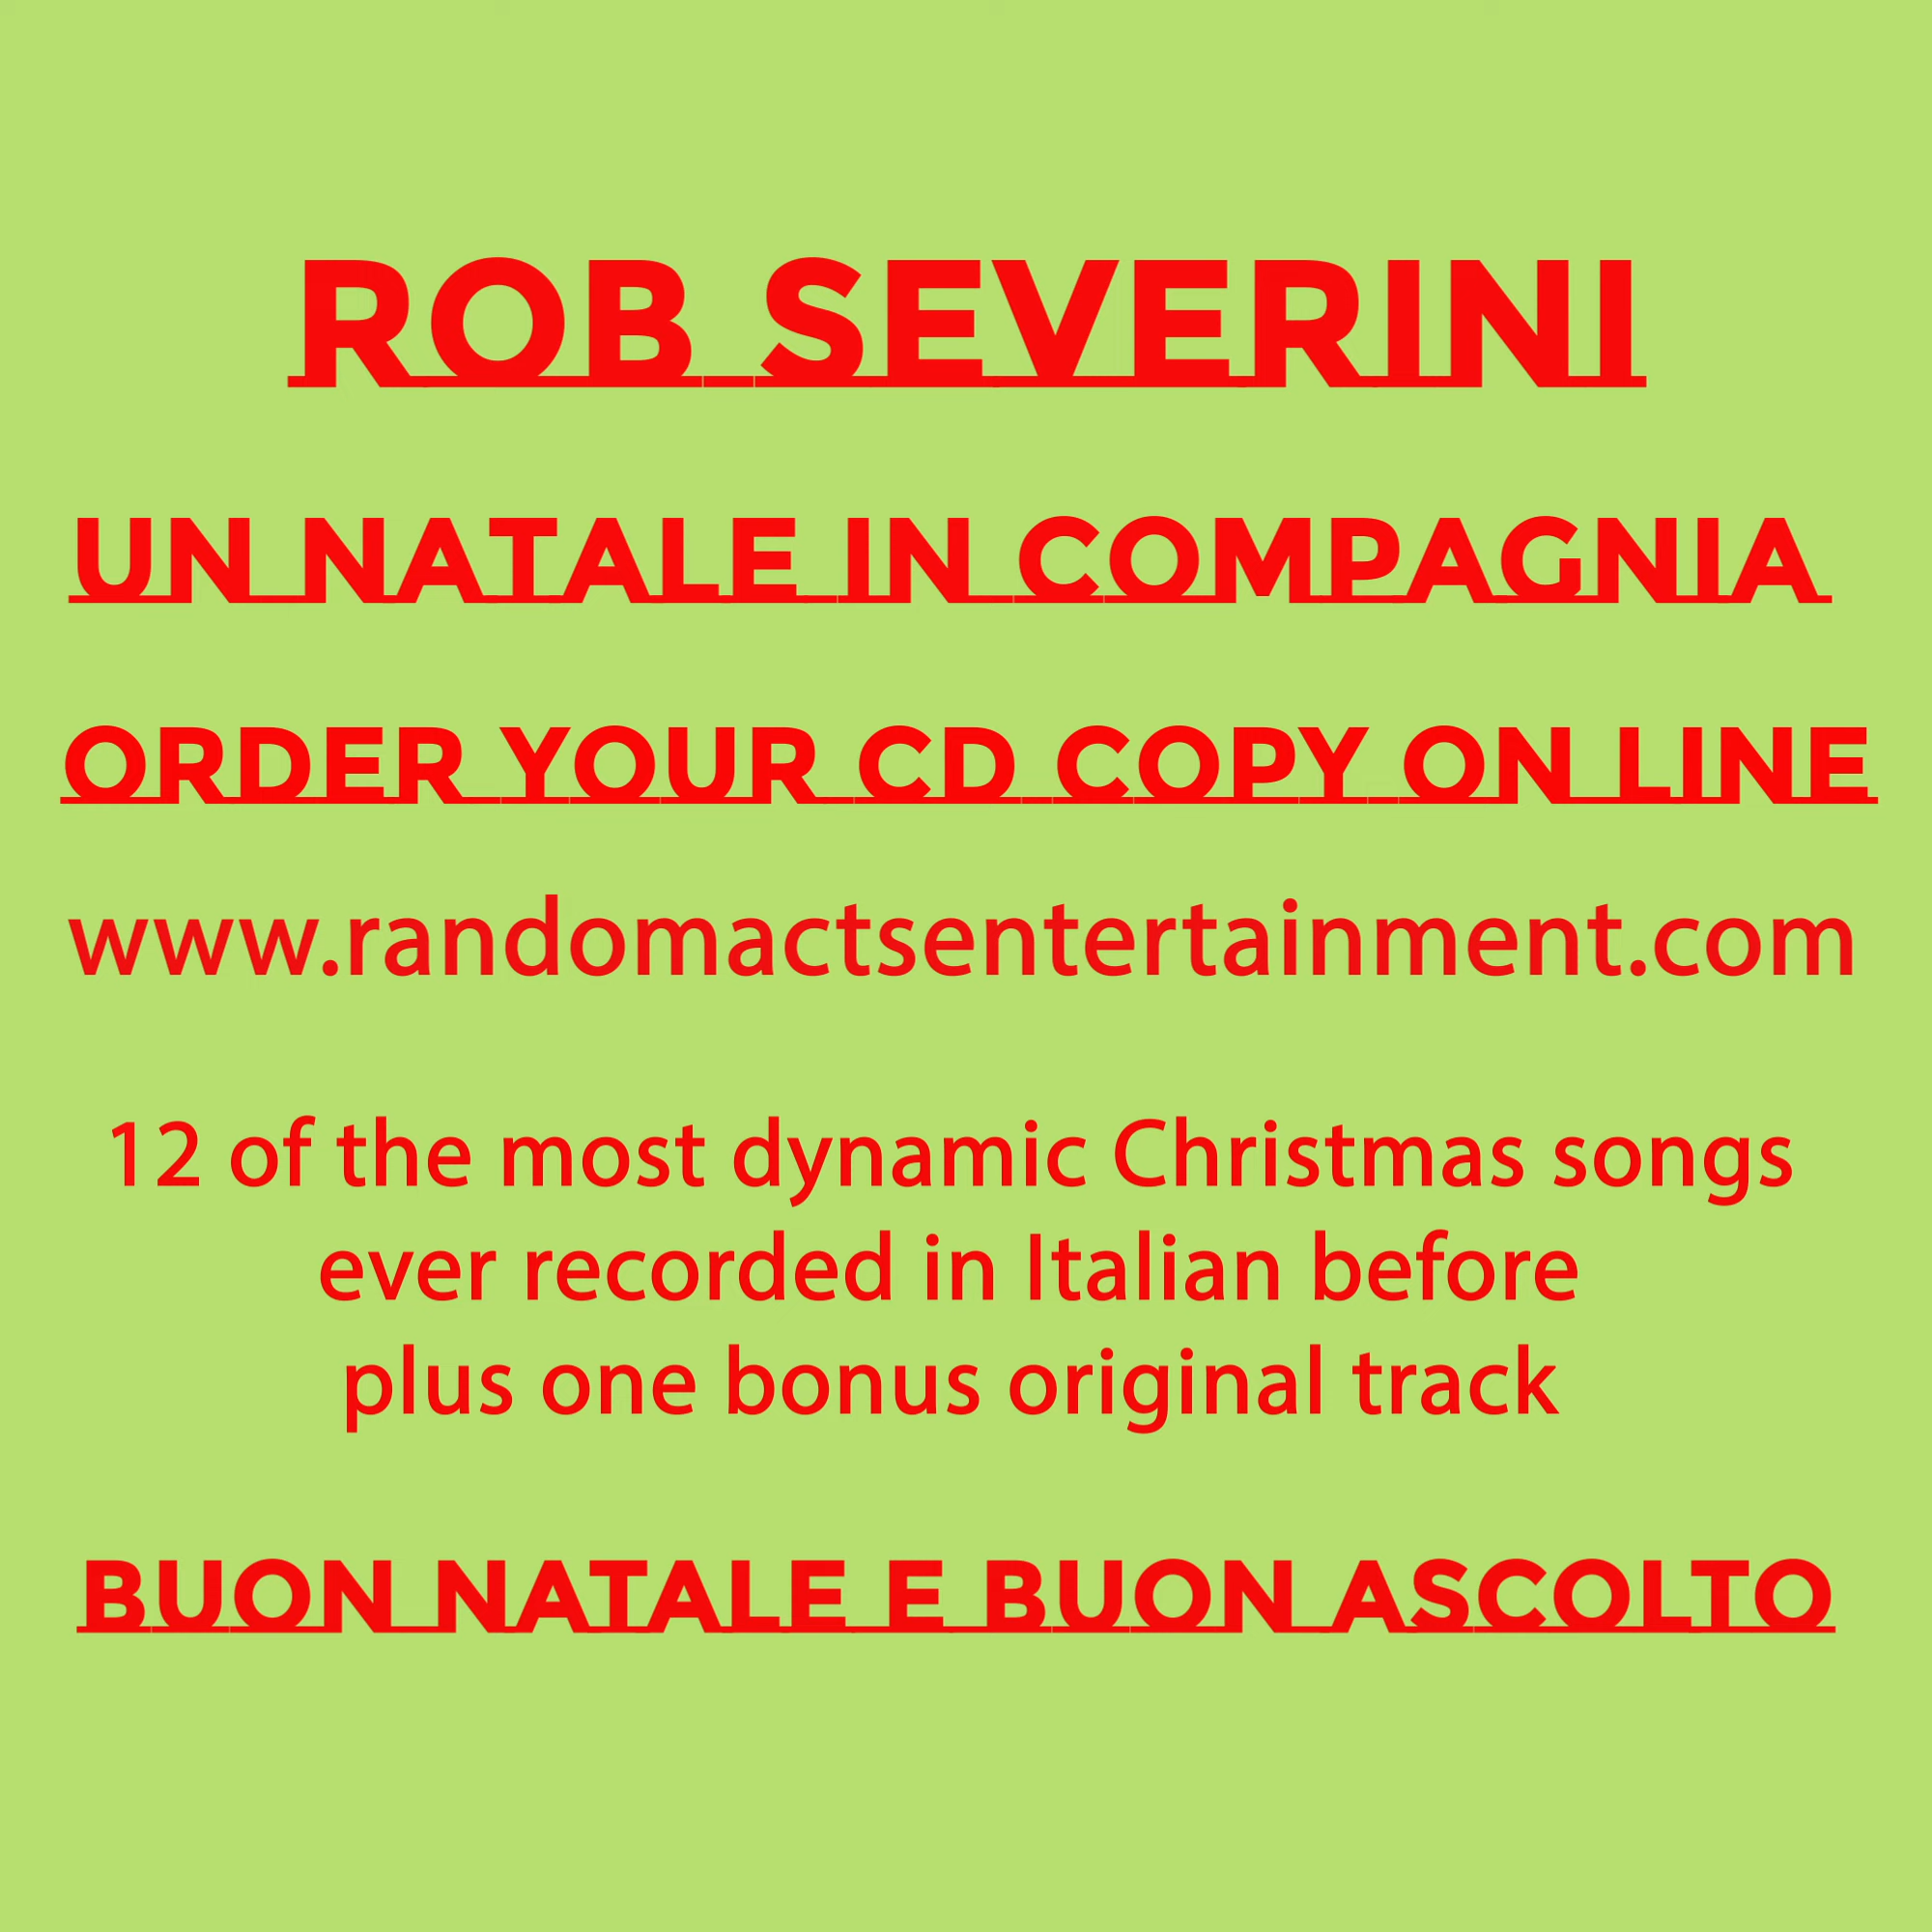 ROB SEVERINI
UN NATALE IN COMPAGNIA
ORDER YOUR CD COPY ON LINE
www.randomactsentertainment.com
12 of the most dynamic Christmas songs
ever recorded in Italian before
plus one bonus original track
BUON NATALE E BUON ASCOLTO